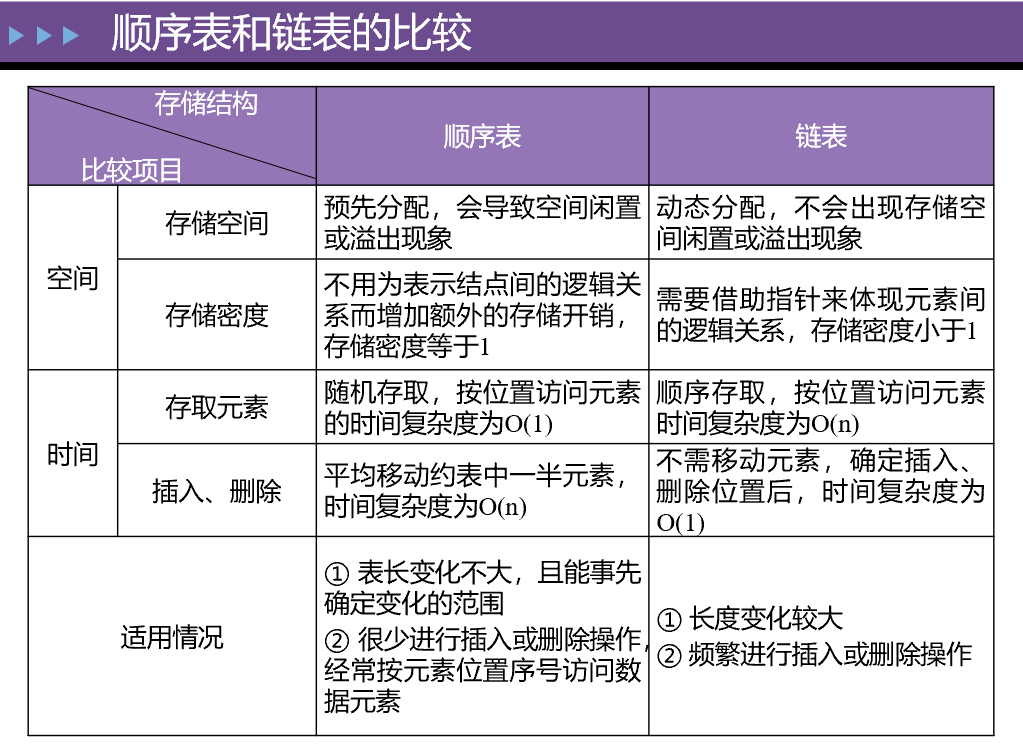 顺序表和链表的比较
存储结构
比较项目
顺序表
链表
空间
存储空间
预先分配，会导致空间闲置
或溢出现象
动态分配，不会出现存储空
间闲置或溢出现象
存储密度
不用为表示结点间的逻辑关
系而增加额外的存储开销，
存储密度等于1
需要借助指针来体现元素间
的逻辑关系，存储密度小于1
时间
存取元素
随机存取，按位置访问元素
的时间复杂度为O(1)
顺序存取，按位置访问元素
时间复杂度为O(n)
插入、删除
平均移动约表中一半元素，
时间复杂度为O(n)
不需移动元素，确定插入、
删除位置后，时间复杂度为
O(1)
适用情况
① 表长变化不大，且能事先
确定变化的范围
② 很少进行插入或删除操作，
经常按元素位置序号访问数
据元素
① 长度变化较大
② 频繁进行插入或删除操作